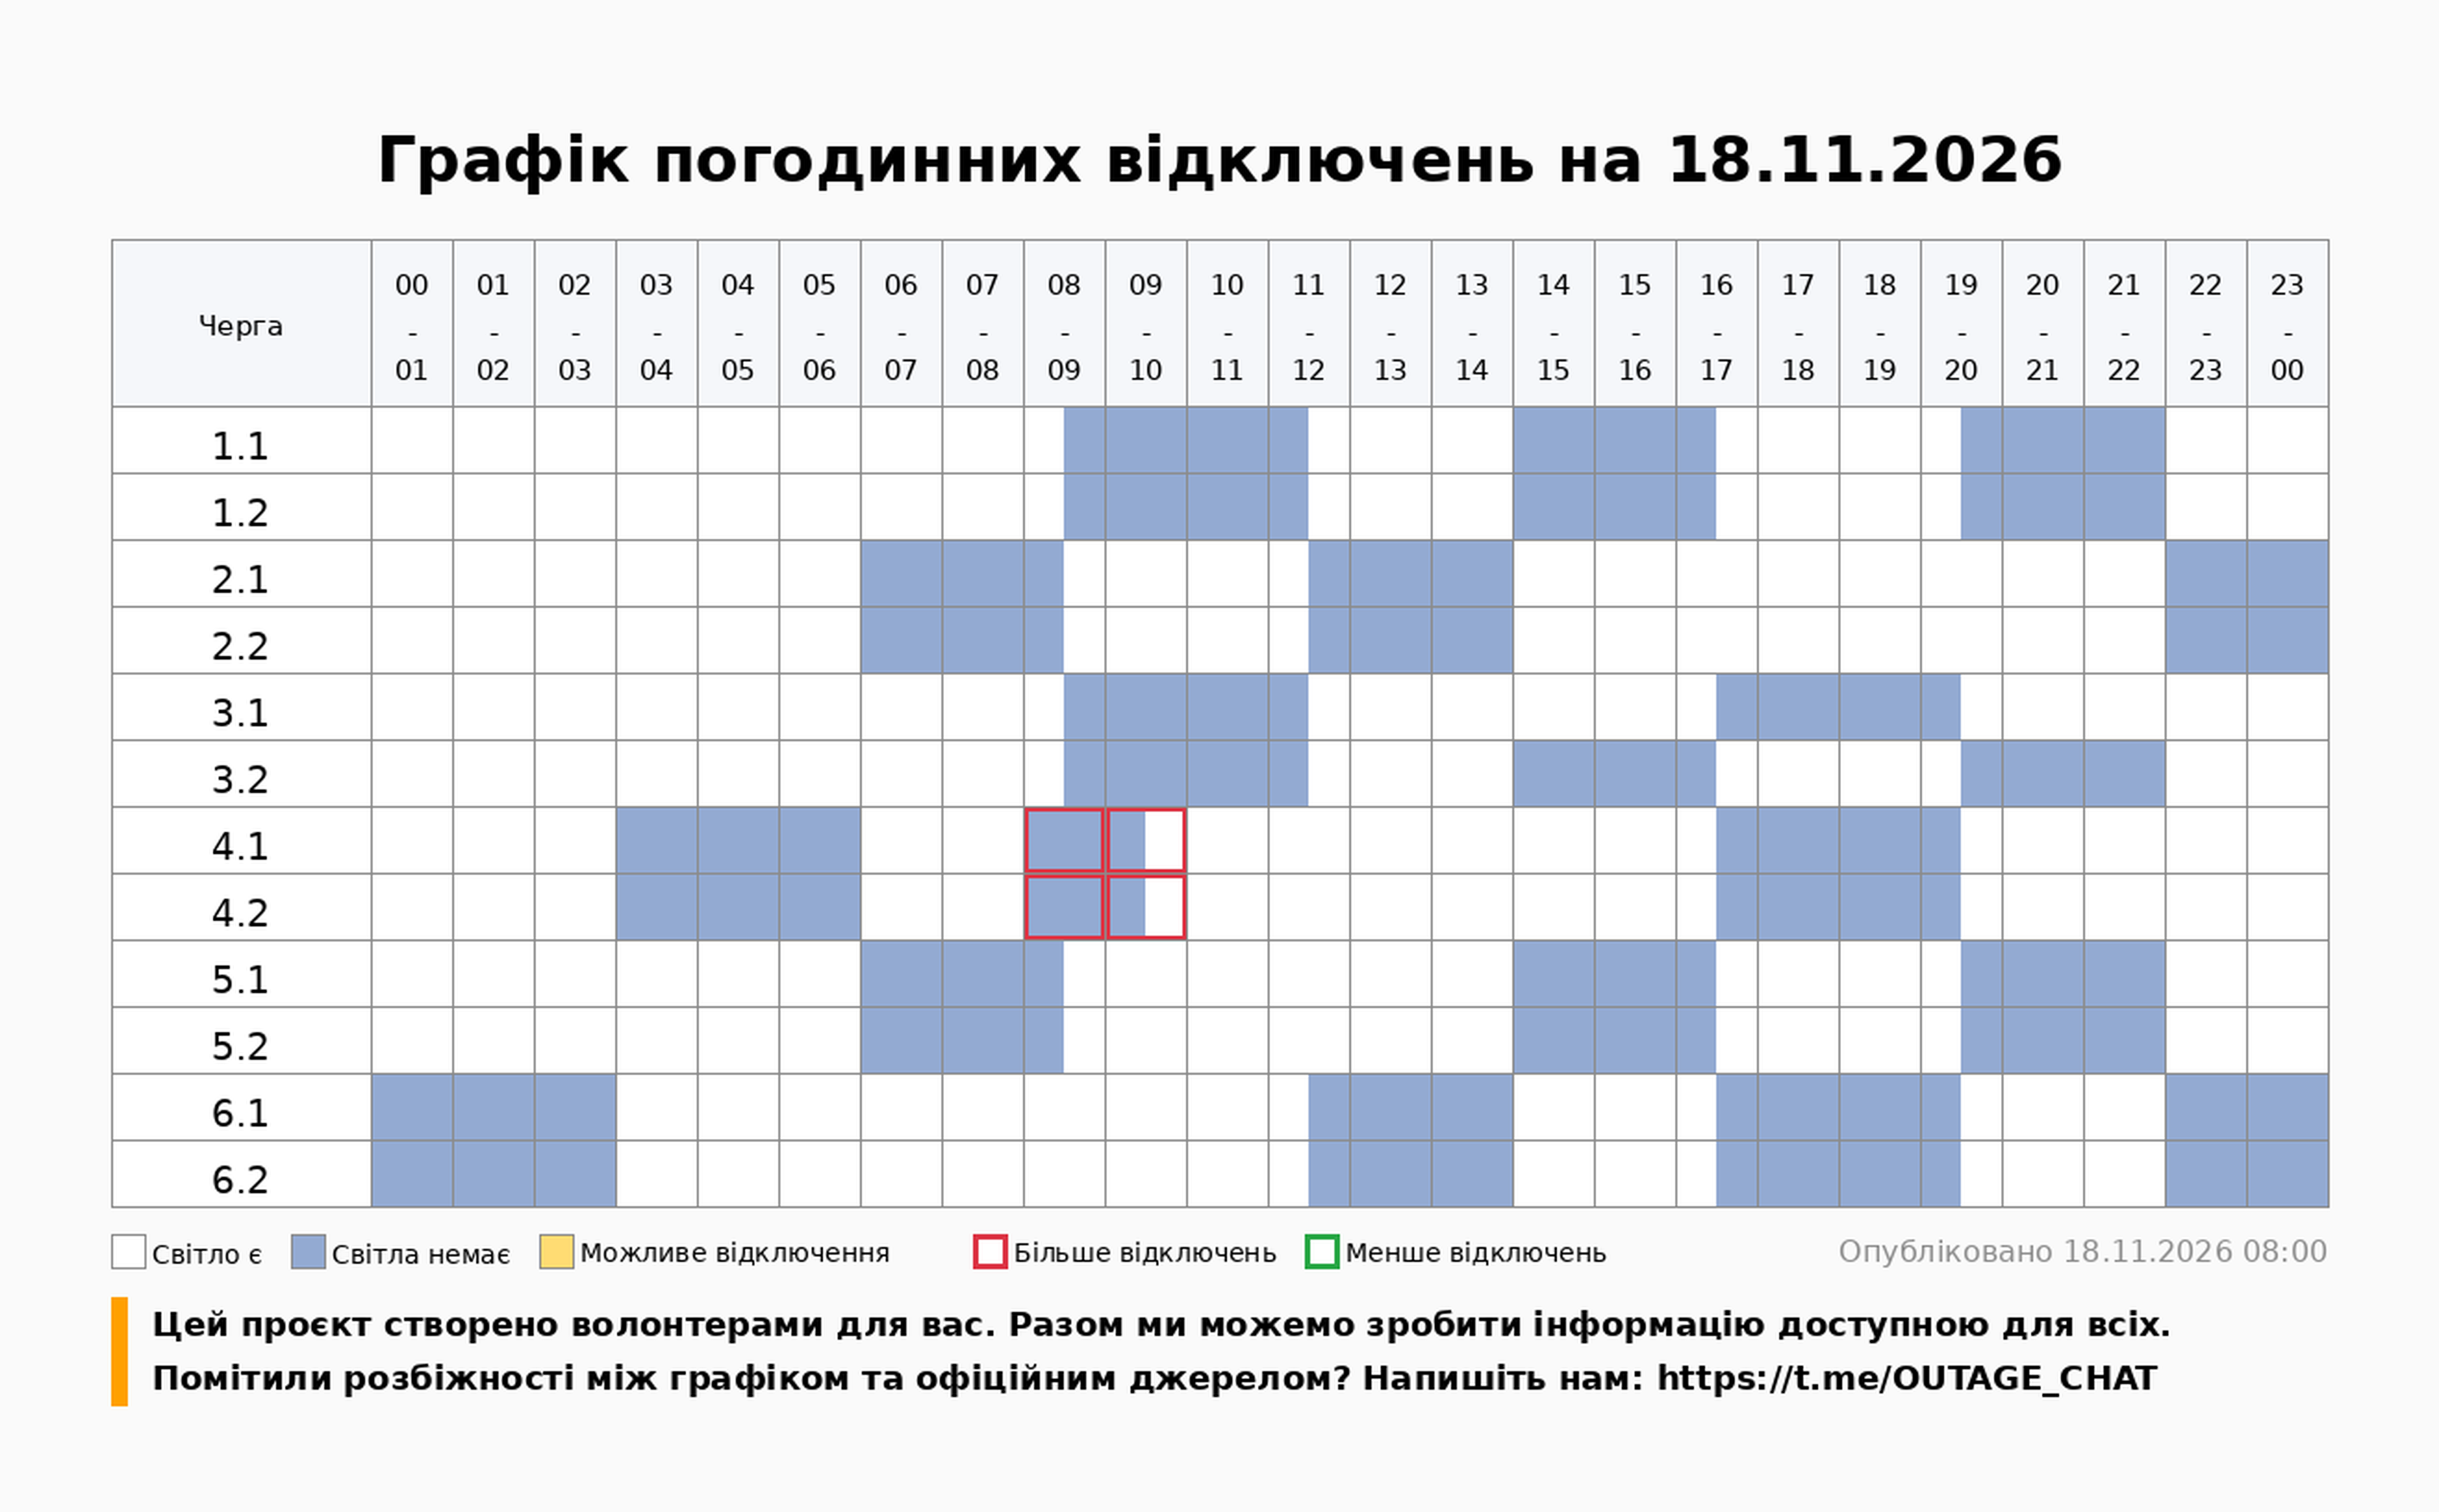 Графік погодинних відключень на 18.11.2026
Черга
00 - 01
01 - 02
02 - 03
03 - 04
04 - 05
05 - 06
06 - 07
07 - 08
08 - 09
09 - 10
10 - 11
11 - 12
12 - 13
13 - 14
14 - 15
15 - 16
16 - 17
17 - 18
18 - 19
19 - 20
20 - 21
21 - 22
22 - 23
23 - 00
1.1
1.2
2.1
2.2
3.1
3.2
4.1
4.2
5.1
5.2
6.1
6.2
Світло є
Світла немає
Можливе відключення
Більше відключень
Менше відключень
Опубліковано 18.11.2026 08:00
Цей проєкт створено волонтерами для вас. Разом ми можемо зробити інформацію доступною для всіх.
Помітили розбіжності між графіком та офіційним джерелом? Напишіть нам: https://t.me/OUTAGE_CHAT